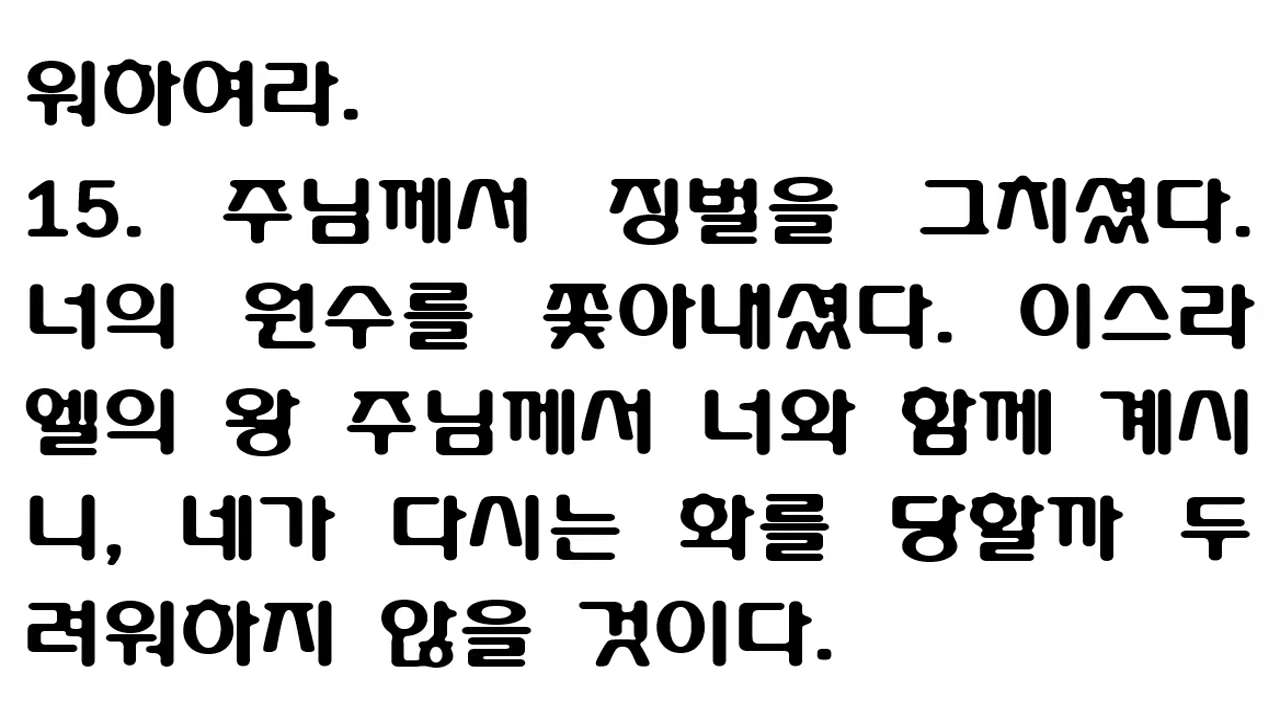 워하여라.
15. 주님께서 징벌을 그치셨다.
너의 원수를 쫓아내셨다. 이스라
엘의 왕 주님께서 너와 함께 계시
니, 네가 다시는 화를 당할까 두
려워하지 않을 것이다.